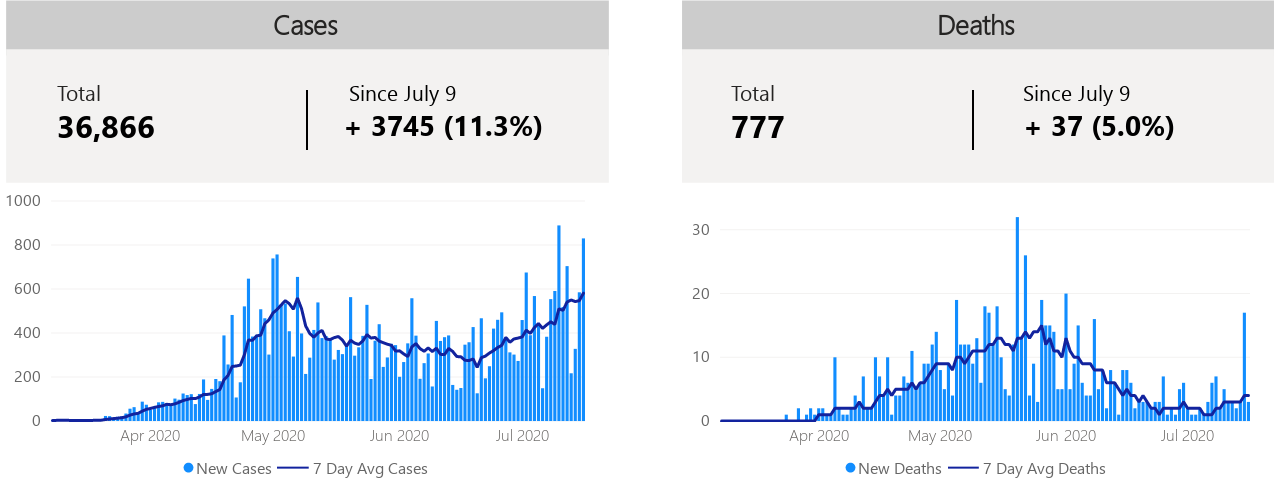 Cases
Total
36,866
Since July 9
+ 3745 (11.3%)
1000
800
600
400
200
0
Apr 2020 May 2020 Jun 2020 Jul 2020
New Cases 7 Day Avg Cases
Deaths
Total
777
Since July 9
+ 37 (5.0%)
30
20
10
0
Apr 2020 May 2020 Jun 2020 Jul 2020
New Deaths 7 Day Avg Deaths